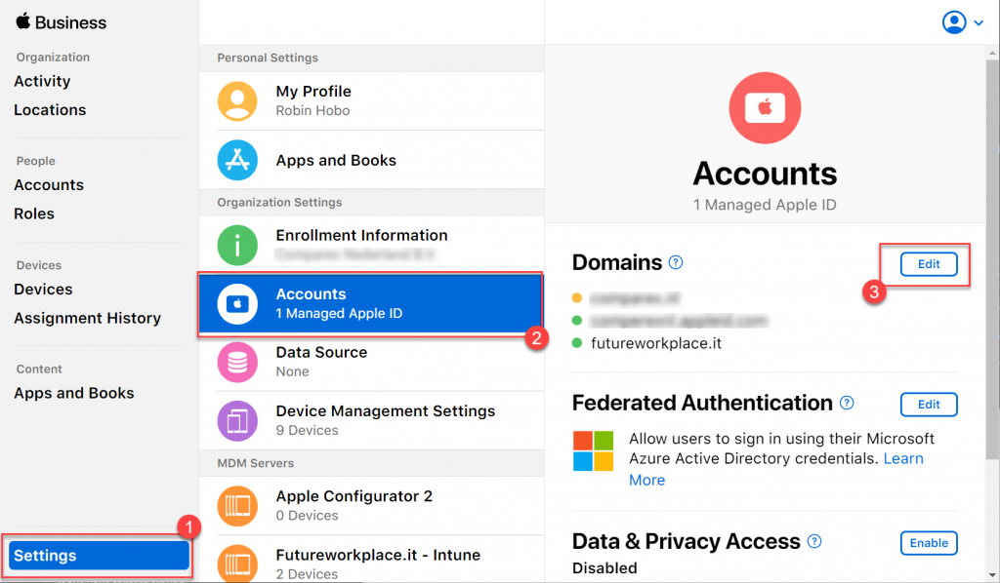 Business
Organization
Activity
Locations
People
Accounts
Roles
Devices
Devices
Assignment History
Content
Apps and Books
1
Settings
Personal Settings
My Profile
Robin Hobo
Apps and Books
Organization Settings
Enrollment Information
Accounts
1 Managed Apple ID
2
Data Source
None
Device Management Settings
9 Devices
MDM Servers
Apple Configurator 2
0 Devices
Futureworkplace.it - Intune
2 Devices
Accounts
1 Managed Apple ID
Domains ?
Edit
3
futureworkplace.it
Federated Authentication ?
Edit
Allow users to sign in using their Microsoft
Azure Active Directory credentials. Learn
More
Data & Privacy Access ?
Enable
Disabled